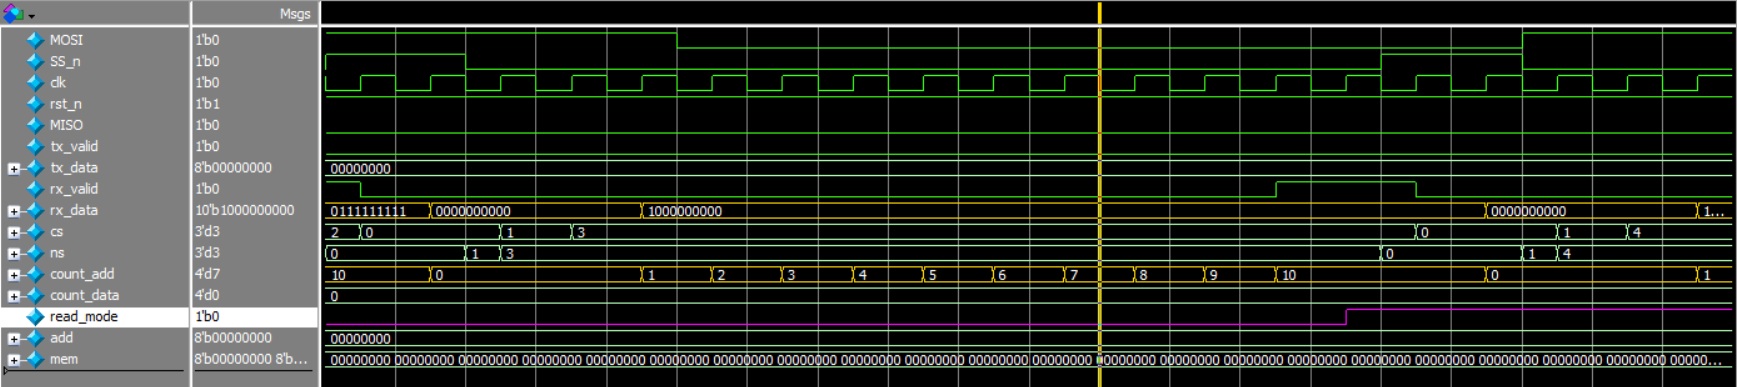 Msgs
MOSI 1'b0
SS_n 1'b0
clk 1'b0
rst_n 1'b1
MISO 1'b0
tx_valid 1'b0
tx_data 8'b00000000 00000000
rx_valid 1'b0
rx_data 10'b1000000000 0111111111 0000000000 1000000000 0000000000 1...
cs 3'd3 2 0 1 3 0 1 4
ns 3'd3 0 1 3 0 1 4
count_add 4'd7 10 0 1 2 3 4 5 6 7 8 9 10 0 1
count_data 4'd0 0
read_mode 1'b0
add 8'b00000000 00000000
mem 8'b00000000 8'b... 00000000 00000000 00000000 00000000 00000000 00000000 00000000 00000000 00000000 00000000 00000000 00000000 00000000 00000000 00000000 00000000 00000000 00000000 00000000 00000000 00000000 00000...